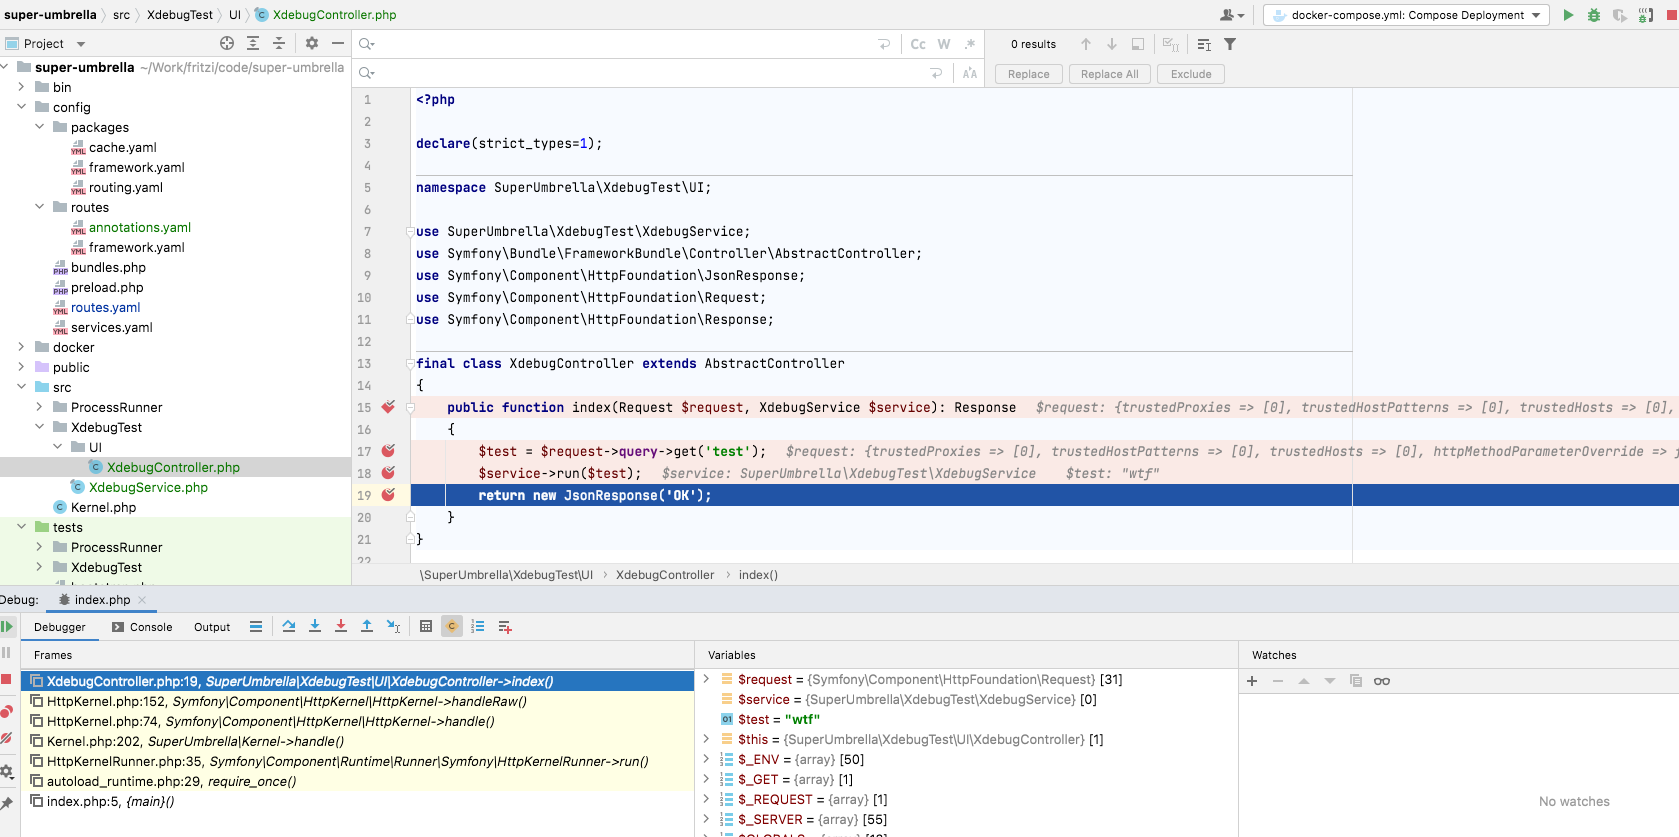 super-umbrella src XdebugTest UI XdebugController.php
docker-compose.yml: Compose Deployment
Project
super-umbrella ~/Work/fritzi/code/super-umbrella
bin
config
packages
cache.yaml
framework.yaml
routing.yaml
routes
annotations.yaml
framework.yaml
bundles.php
preload.php
routes.yaml
services.yaml
docker
public
src
ProcessRunner
XdebugTest
UI
XdebugController.php
XdebugService.php
Kernel.php
tests
ProcessRunner
XdebugTest
Cc W .*
0 results
Replace Replace All Exclude
1 <?php
2
3 declare(strict_types=1);
4
5 namespace SuperUmbrella\XdebugTest\UI;
6
7 use SuperUmbrella\XdebugTest\XdebugService;
8 use Symfony\Bundle\FrameworkBundle\Controller\AbstractController;
9 use Symfony\Component\HttpFoundation\JsonResponse;
10 use Symfony\Component\HttpFoundation\Request;
11 use Symfony\Component\HttpFoundation\Response;
12
13 final class XdebugController extends AbstractController
14 {
15 public function index(Request $request, XdebugService $service): Response $request: {trustedProxies => [0], trustedHostPatterns => [0], trustedHosts => [0],
16 {
17 $test = $request->query->get('test'); $request: {trustedProxies => [0], trustedHostPatterns => [0], trustedHosts => [0], httpMethodParameterOverride =>
18 $service->run($test); $service: SuperUmbrella\XdebugTest\XdebugService $test: "wtf"
19 return new JsonResponse('OK');
20 }
21 }
22
\SuperUmbrella\XdebugTest\UI XdebugController index()
Debug: index.php
Debugger Console Output
Frames
XdebugController.php:19, SuperUmbrella\XdebugTest\UI\XdebugController->index()
HttpKernel.php:152, Symfony\Component\HttpKernel\HttpKernel->handleRaw()
HttpKernel.php:74, Symfony\Component\HttpKernel\HttpKernel->handle()
Kernel.php:202, SuperUmbrella\Kernel->handle()
HttpKernelRunner.php:35, Symfony\Component\Runtime\Runner\Symfony\HttpKernelRunner->run()
autoload_runtime.php:29, require_once()
index.php:5, {main}()
Variables
$request = {Symfony\Component\HttpFoundation\Request} [31]
$service = {SuperUmbrella\XdebugTest\XdebugService} [0]
$test = "wtf"
$this = {SuperUmbrella\XdebugTest\UI\XdebugController} [1]
$_ENV = {array} [50]
$_GET = {array} [1]
$_REQUEST = {array} [1]
$_SERVER = {array} [55]
Watches
No watches